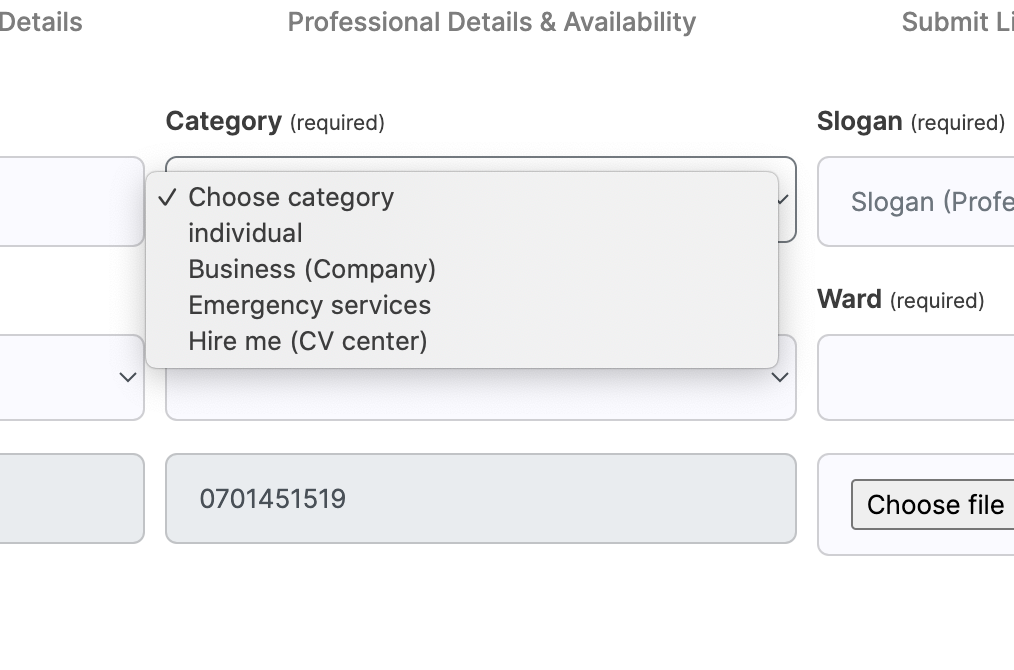 Details
Professional Details & Availability
Submit Li
Category (required)
Slogan (required)
✓ Choose category
individual
Business (Company)
Emergency services
Hire me (CV center)
Slogan (Profe
Ward (required)
0701451519
Choose file